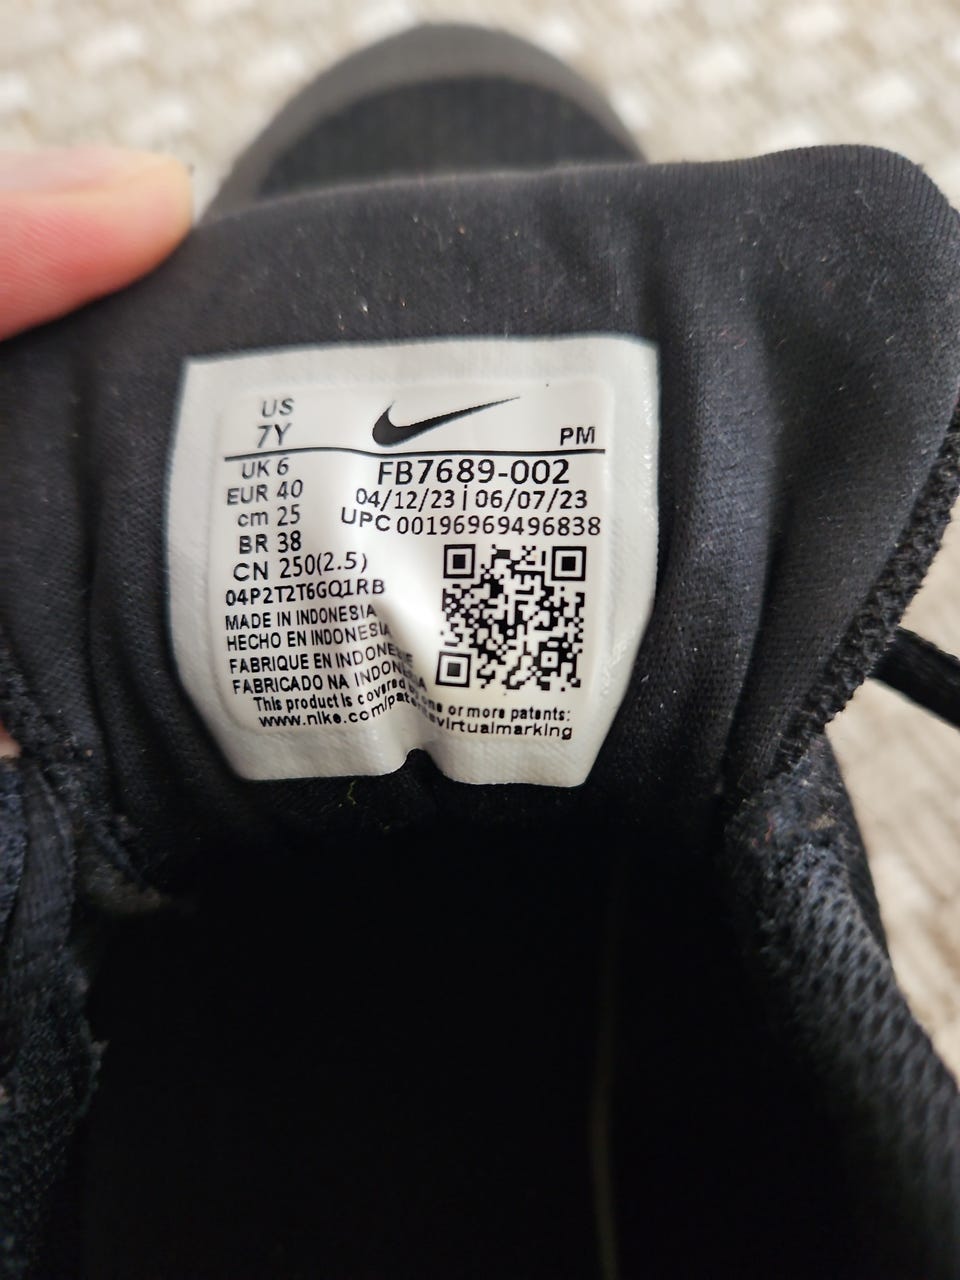 US
7Y
PM
UK 6
EUR 40
cm 25
BR 38
CN 250(2.5)
FB7689-002
04/12/23 | 06/07/23
UPC 00196969496838
04P2T2T6GQ1RB
MADE IN INDONESIA
HECHO EN INDONESIA
FABRIQUE EN INDONESIE
FABRICADO NA INDONESIA
This product is covered by one or more patents:
www.nike.com/patentsvirtualmarking